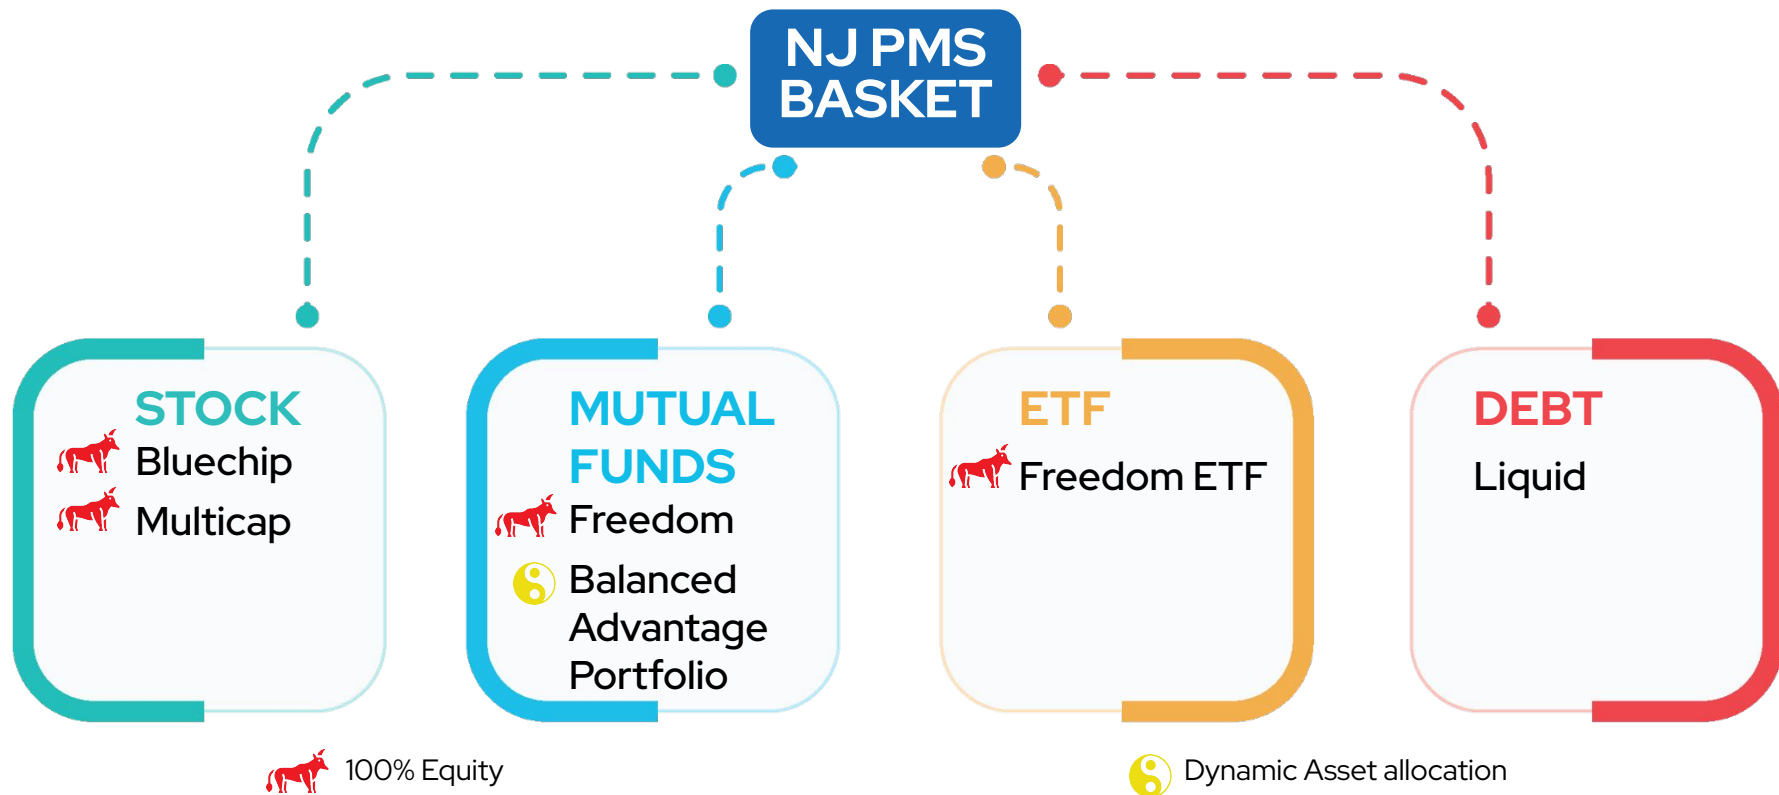 NJ PMS
BASKET
STOCK
Bluechip
Multicap
MUTUAL
FUNDS
Freedom
Balanced
Advantage
Portfolio
ETF
Freedom ETF
DEBT
Liquid
100% Equity
Dynamic Asset allocation